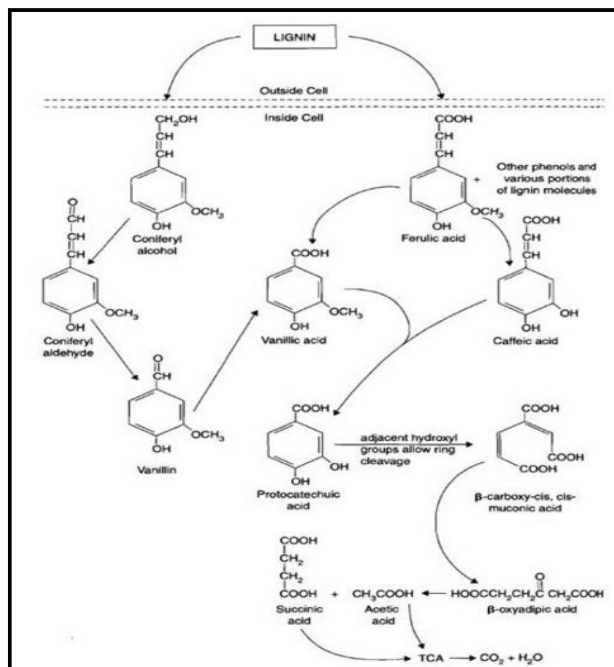 LIGNIN
Outside Cell
Inside Cell
CH₂OH
CH
CH
OCH₃
OH
Coniferyl
alcohol
COOH
CH
CH
OCH₃
OH
Ferulic acid
+
Other phenols and
various portions
of lignin molecules
O
CH
CH
CH
OCH₃
OH
Coniferyl
aldehyde
COOH
OCH₃
OH
Vanillic acid
COOH
CH
CH
OH
OH
Caffeic acid
O
CH
OCH₃
OH
Vanillin
COOH
OH
OH
Protocatechuic
acid
adjacent hydroxyl
groups allow ring
cleavage
COOH
COOH
COOH
β-carboxy-cis, cis-
muconic acid
COOH
CH₂
CH₂
COOH
Succinic
acid
+
CH₃COOH
Acetic
acid
O
HOOCCH₂CH₂CCH₂COOH
β-oxyadipic acid
TCA
CO₂ + H₂O